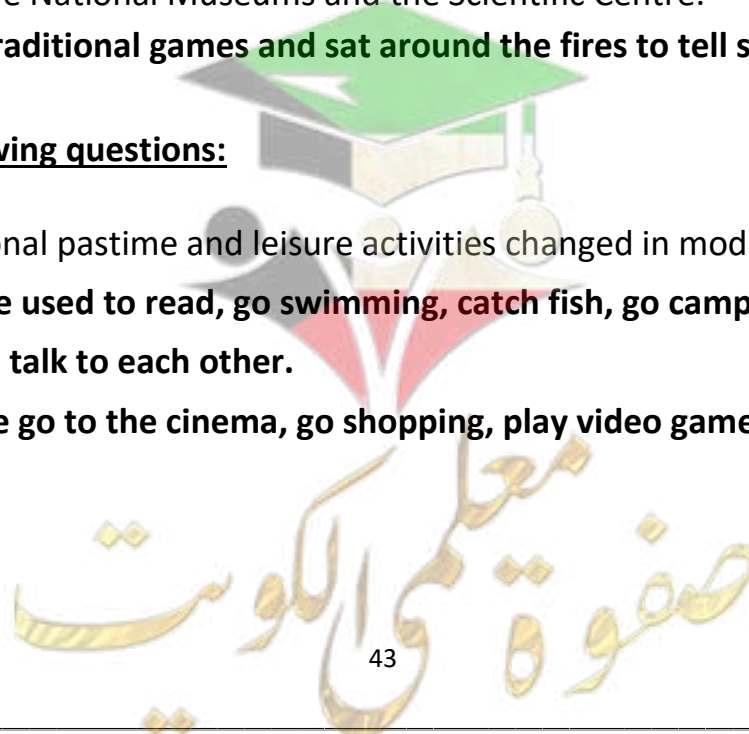 e National Museums and the Scientific Centre.
raditional games and sat around the fires to tell s
wing questions:
onal pastime and leisure activities changed in mod
e used to read, go swimming, catch fish, go camp
talk to each other.
e go to the cinema, go shopping, play video game
صفوة معلمي الكويت
43